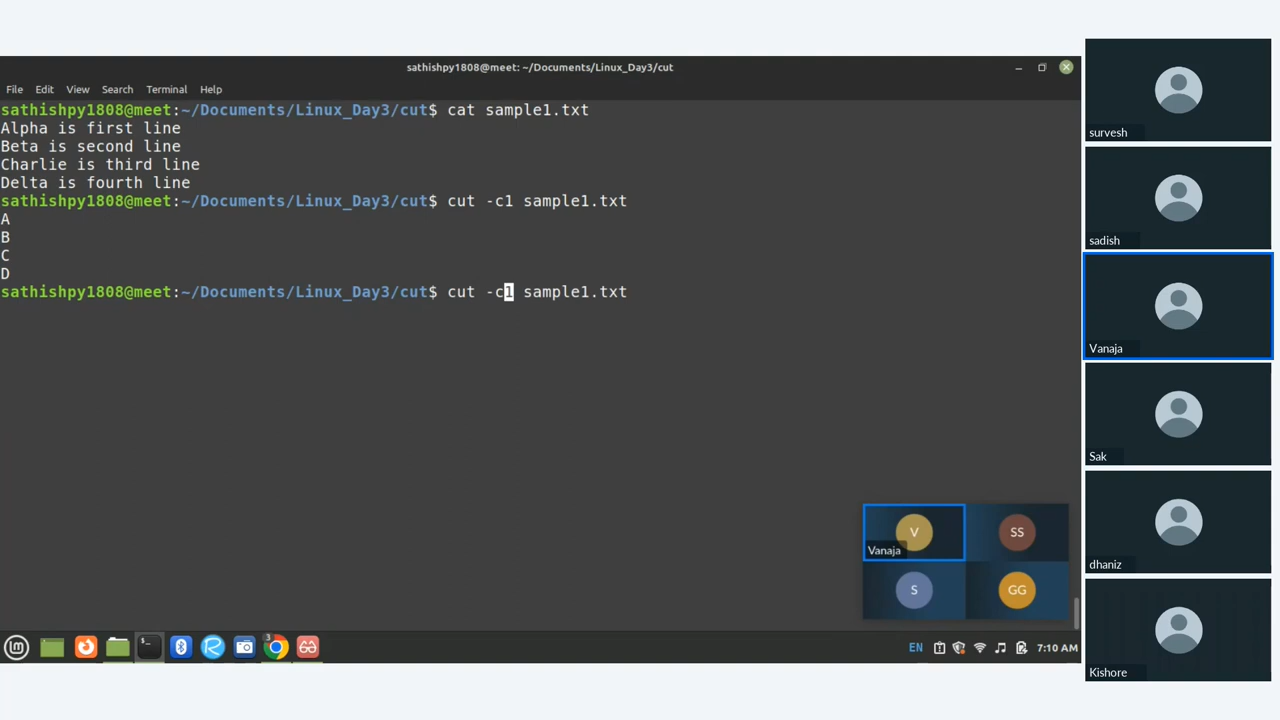 sathishpy1808@meet: ~/Documents/Linux_Day3/cut
File Edit View Search Terminal Help
sathishpy1808@meet:~/Documents/Linux_Day3/cut$ cat sample1.txt
Alpha is first line
Beta is second line
Charlie is third line
Delta is fourth line
sathishpy1808@meet:~/Documents/Linux_Day3/cut$ cut -c1 sample1.txt
A
B
C
D
sathishpy1808@meet:~/Documents/Linux_Day3/cut$ cut -c1 sample1.txt
V
Vanaja
SS
S
GG
3
EN
7:10 AM
survesh
sadish
Vanaja
Sak
dhaniz
Kishore